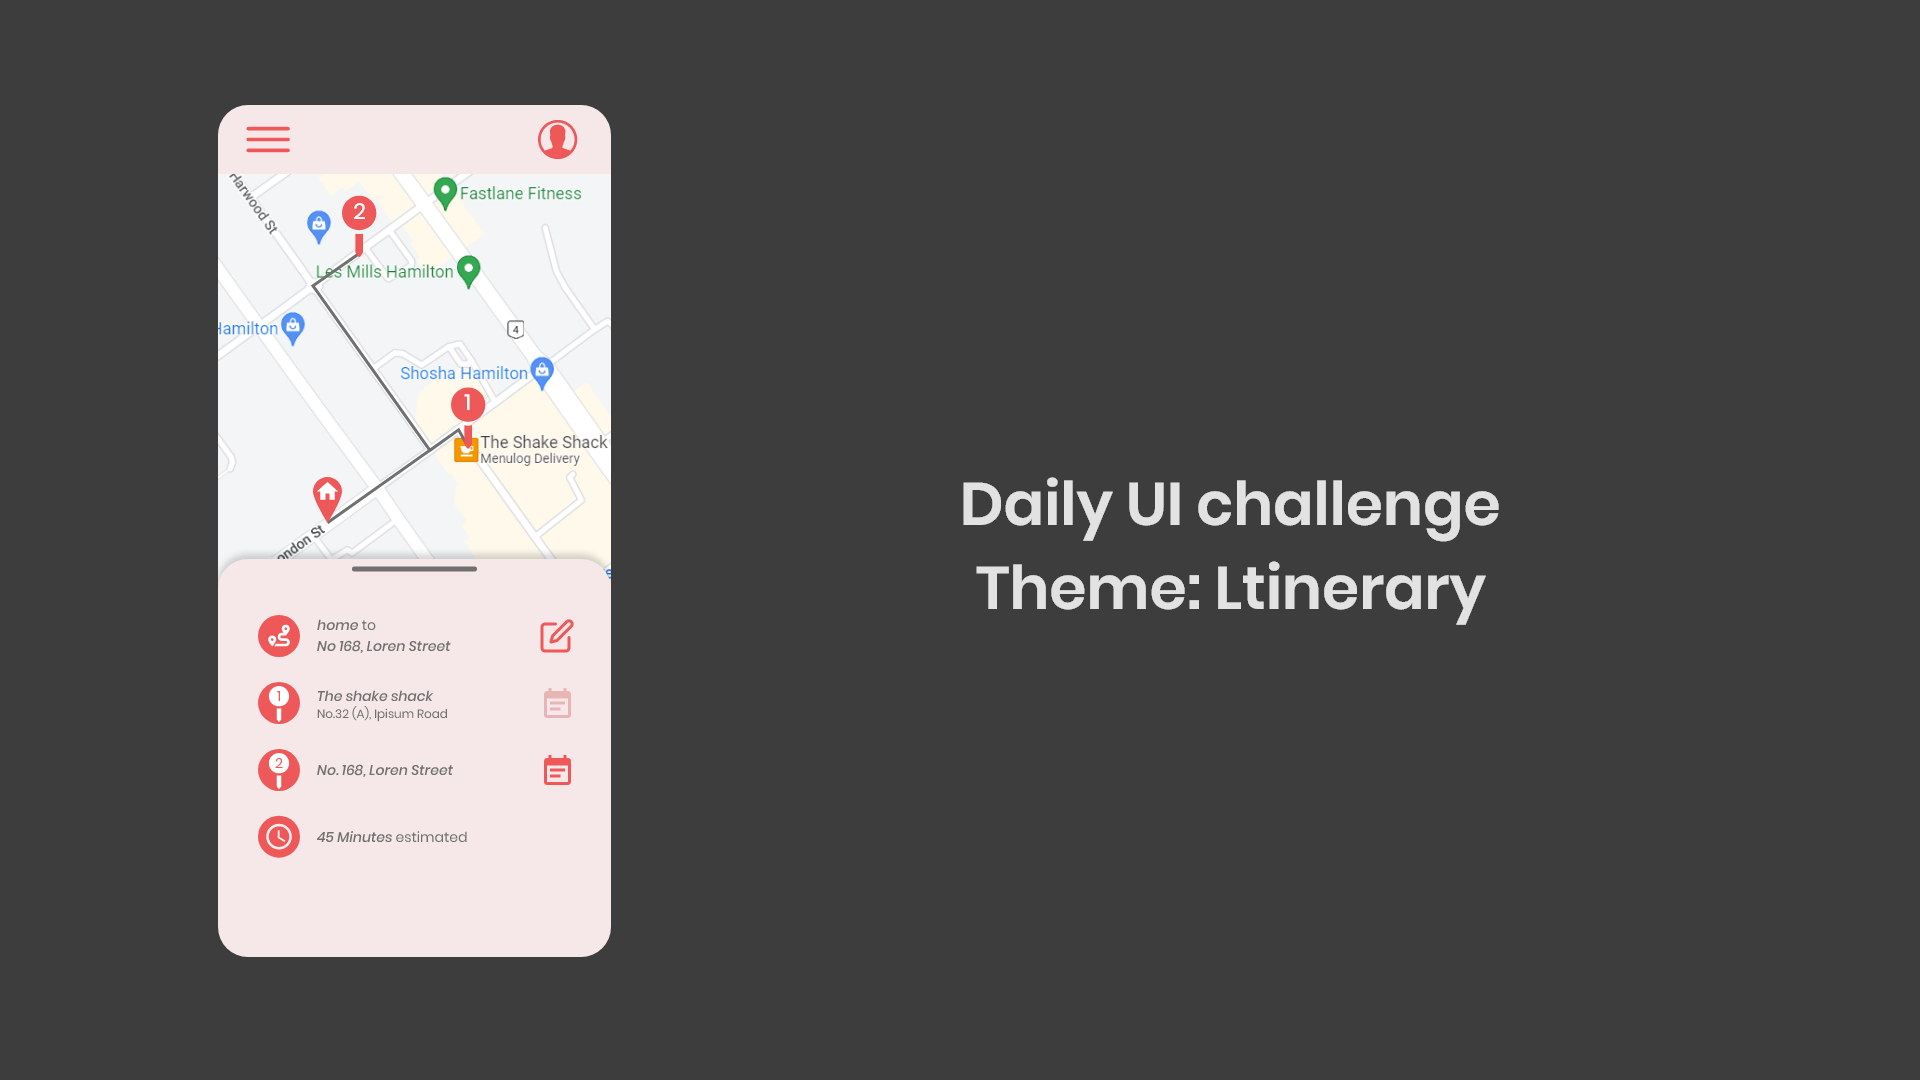 Harwood St
Fastlane Fitness
2
Les Mills Hamilton
Hamilton
4
Shosha Hamilton
1
The Shake Shack
Menulog Delivery
ondon St
home to
No 168, Loren Street
1
The shake shack
No.32 (A), Ipisum Road
2
No. 168, Loren Street
45 Minutes estimated
Daily UI challenge
Theme: Ltinerary